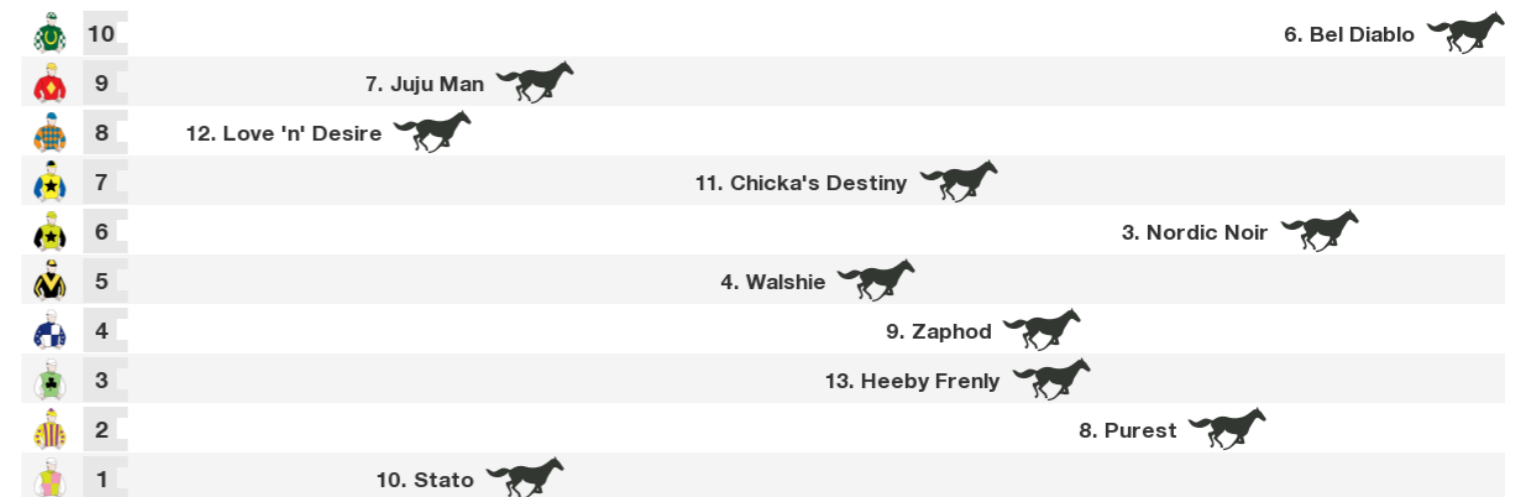 10 6. Bel Diablo
9 7. Juju Man
8 12. Love 'n' Desire
7 11. Chicka's Destiny
6 3. Nordic Noir
5 4. Walshie
4 9. Zaphod
3 13. Heeby Frenly
2 8. Purest
1 10. Stato